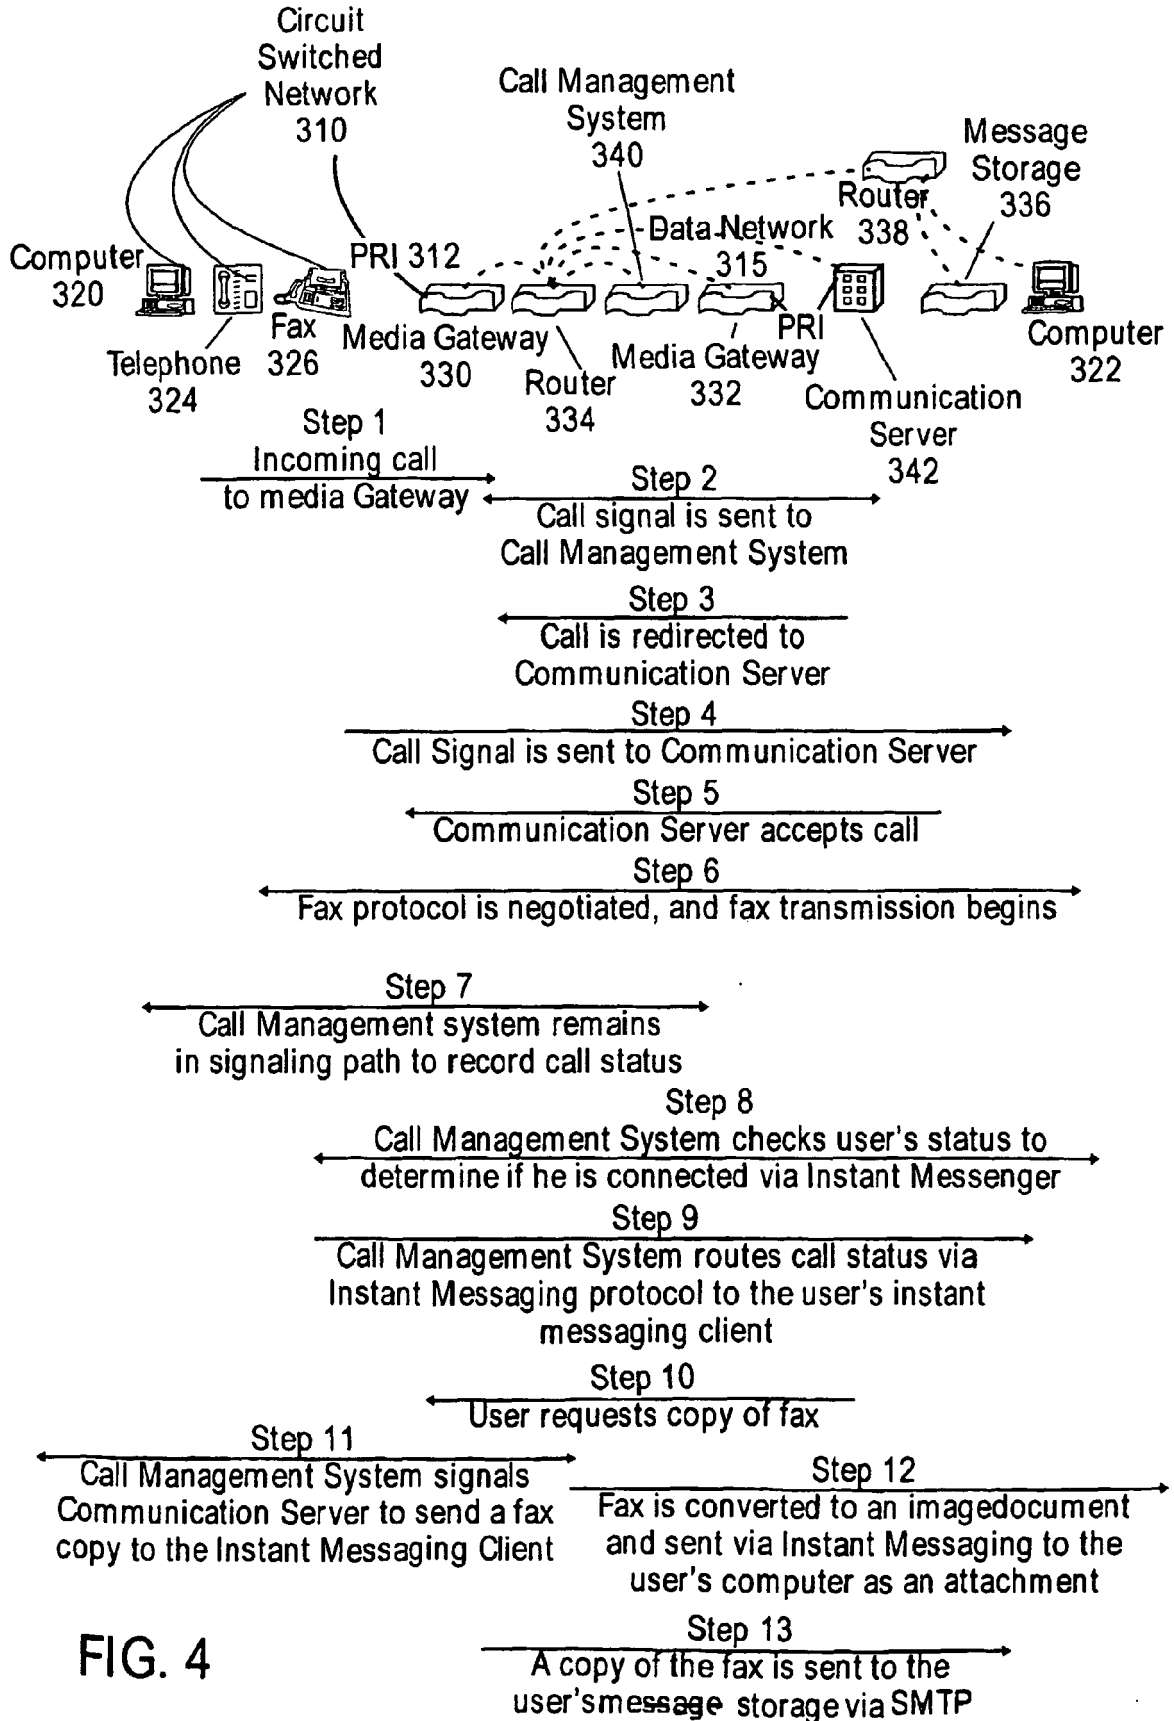 Circuit
Switched
Network
310
Call Management
System
340
Message
Storage
336
Router
338
Data Network
315
Computer
320
PRI 312
PRI
Telephone
324
Fax
326
Media Gateway
330
Router
334
Media Gateway
332
Communication
Server
342
Computer
322
Step 1
Incoming call
to media Gateway
Step 2
Call signal is sent to
Call Management System
Step 3
Call is redirected to
Communication Server
Step 4
Call Signal is sent to Communication Server
Step 5
Communication Server accepts call
Step 6
Fax protocol is negotiated, and fax transmission begins
Step 7
Call Management system remains
in signaling path to record call status
Step 8
Call Management System checks user's status to
determine if he is connected via Instant Messenger
Step 9
Call Management System routes call status via
Instant Messaging protocol to the user's instant
messaging client
Step 10
User requests copy of fax
Step 11
Call Management System signals
Communication Server to send a fax
copy to the Instant Messaging Client
Step 12
Fax is converted to an imagedocument
and sent via Instant Messaging to the
user's computer as an attachment
Step 13
A copy of the fax is sent to the
user'smessage storage via SMTP
FIG. 4